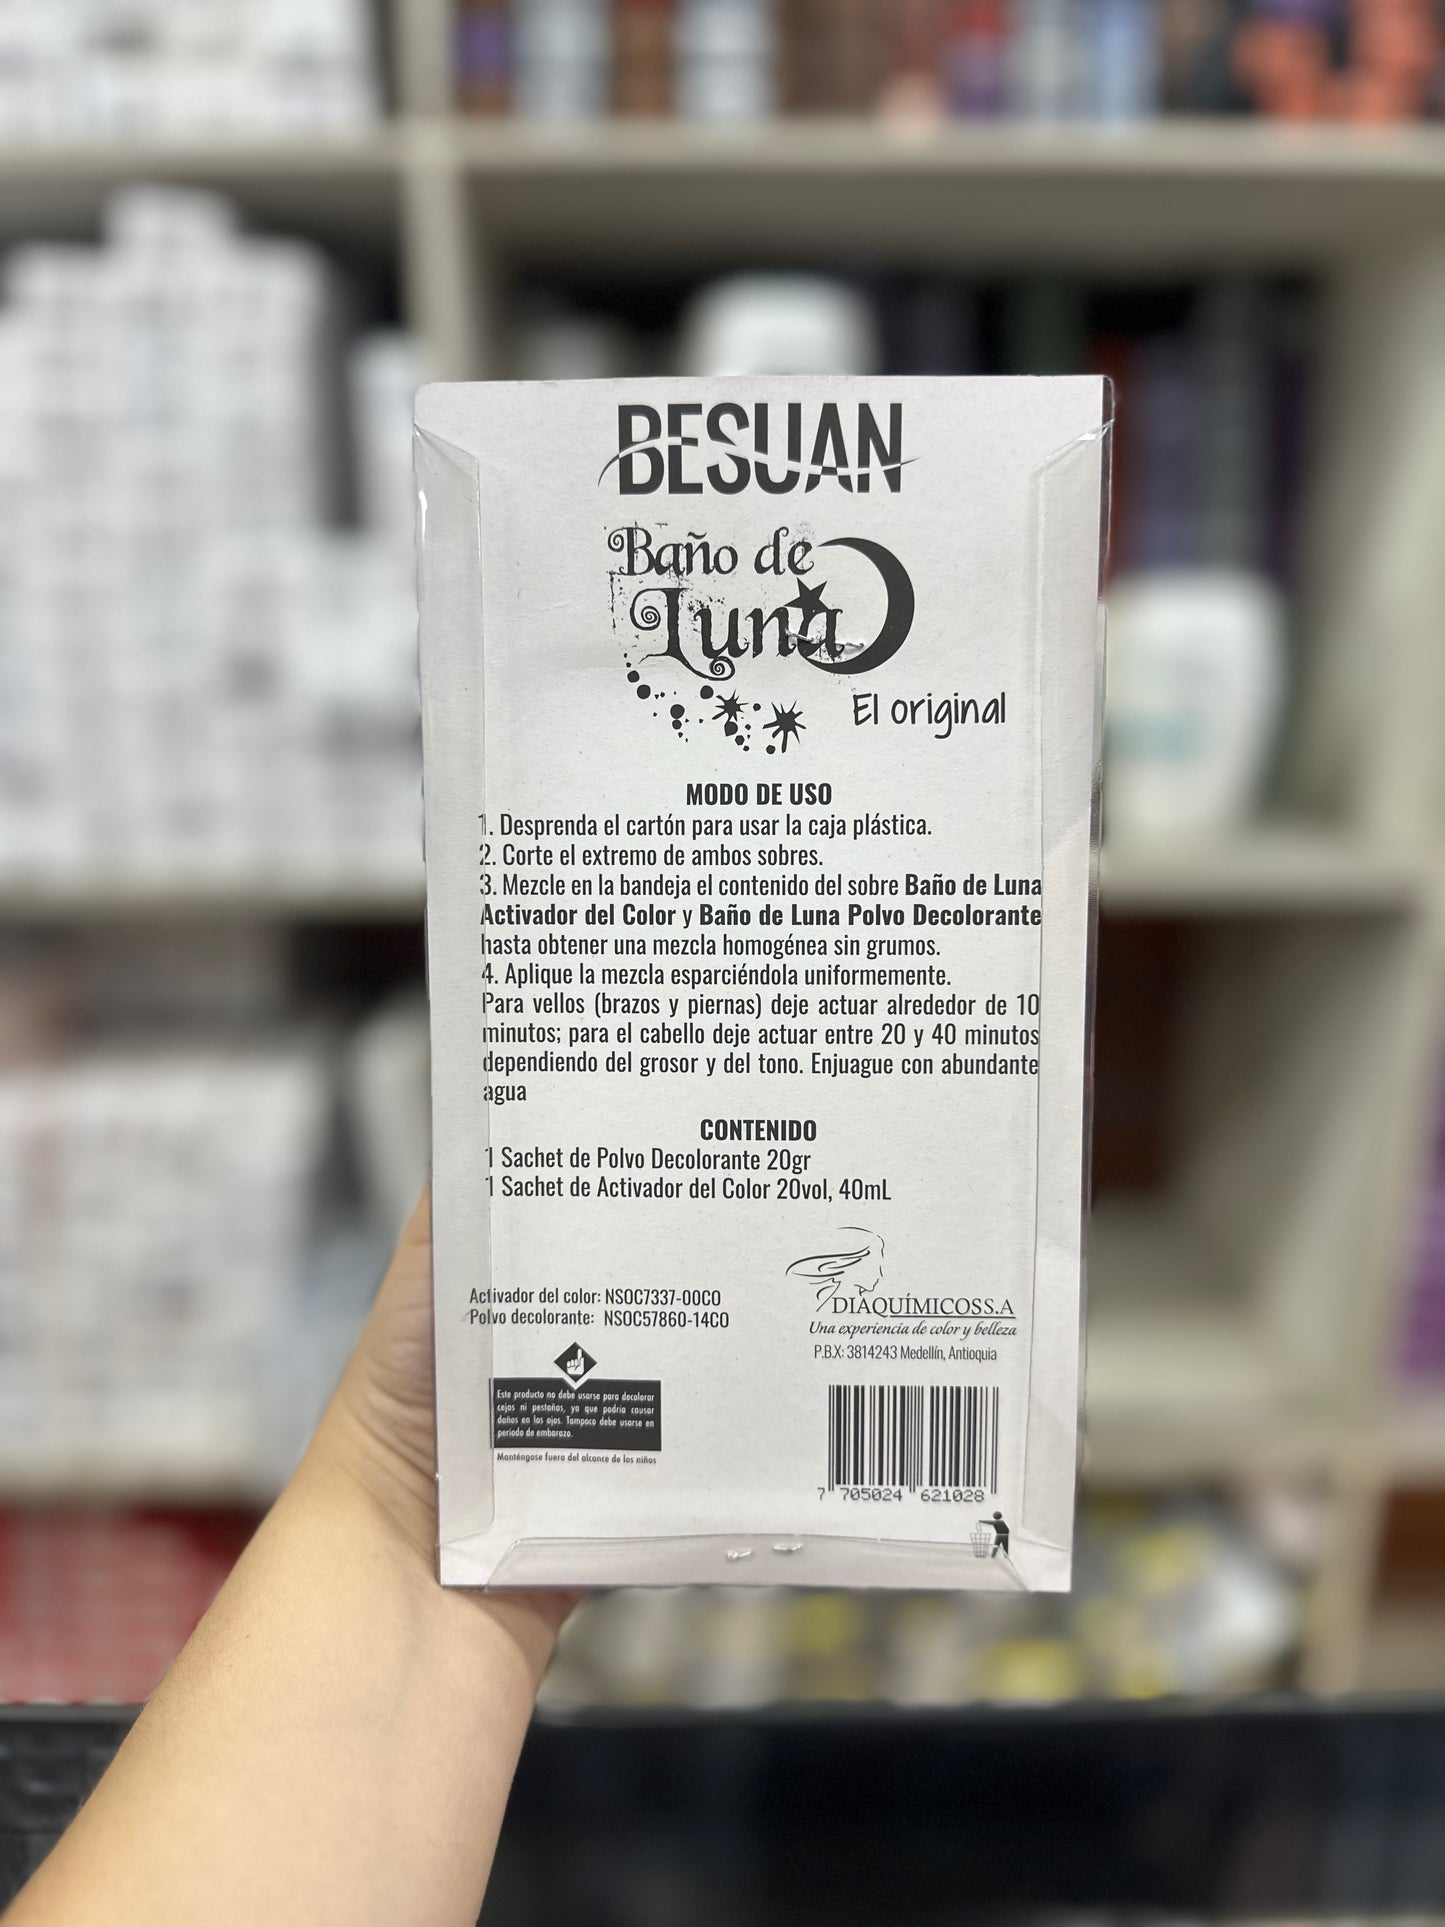 BESUAN
Baño de
Luna
El original
MODO DE USO
1. Desprenda el cartón para usar la caja plástica.
2. Corte el extremo de ambos sobres.
3. Mezcle en la bandeja el contenido del sobre Baño de Luna
Activador del Color y Baño de Luna Polvo Decolorante
hasta obtener una mezcla homogénea sin grumos.
4. Aplique la mezcla esparciéndola uniformemente.
Para vellos (brazos y piernas) deje actuar alrededor de 10
minutos; para el cabello deje actuar entre 20 y 40 minutos
dependiendo del grosor y del tono. Enjuague con abundante
agua
CONTENIDO
1 Sachet de Polvo Decolorante 20gr
1 Sachet de Activador del Color 20vol, 40mL
Activador del color: NSOC7337-00CO
Polvo decolorante: NSOC57860-14CO
DIAQUÍMICOS S.A
Una experiencia de color y belleza
P.B.X: 3814243 Medellín, Antioquia
Este producto no debe usarse para decolorar
cejas ni pestañas, ya que podría causar
daños en los ojos. Tampoco debe usarse en
periodo de embarazo.
Manténgase fuera del alcance de los niños
7 705024 621028